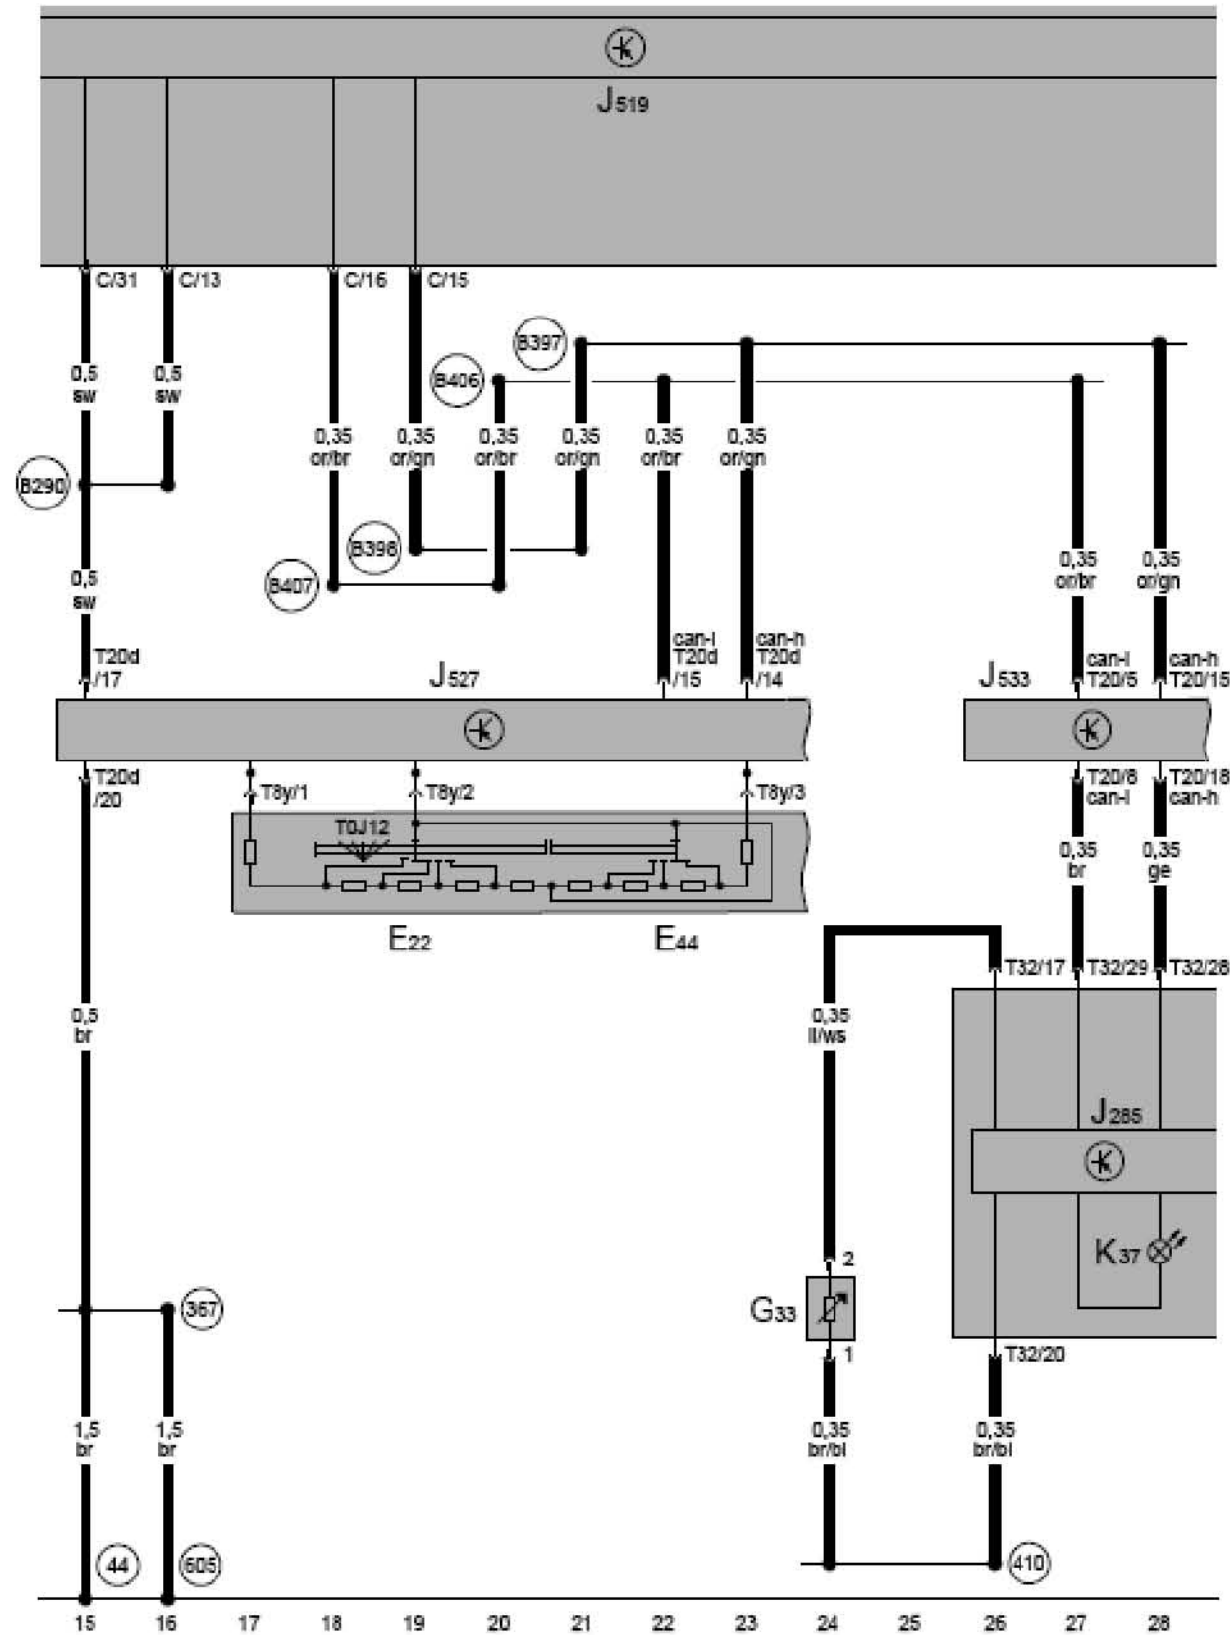 J519
C/31 C/13 C/16 C/15
B397
B406
0,5 0,5
sw sw
0,35 0,35 0,35 0,35 0,35 0,35
or/br or/gn or/br or/gn or/br or/gn
B290
B398
B407
0,35 0,35
or/br or/gn
0,5
sw
T20d
/17
J527
can-l
T20d
/15
can-h
T20d
/14
J533
can-l
T20/5
can-h
T20/15
T20d
/20
T8y/1 T8y/2 T8y/3
T20/8
can-l
T20/18
can-h
T0J12
0,35 0,35
br ge
E22 E44
T32/17 T32/29 T32/28
0,5
br
0,35
li/ws
J285
K37
2
G33
1
367
T32/20
1,5 1,5
br br
0,35 0,35
br/bl br/bl
44 605 410
15 16 17 18 19 20 21 22 23 24 25 26 27 28